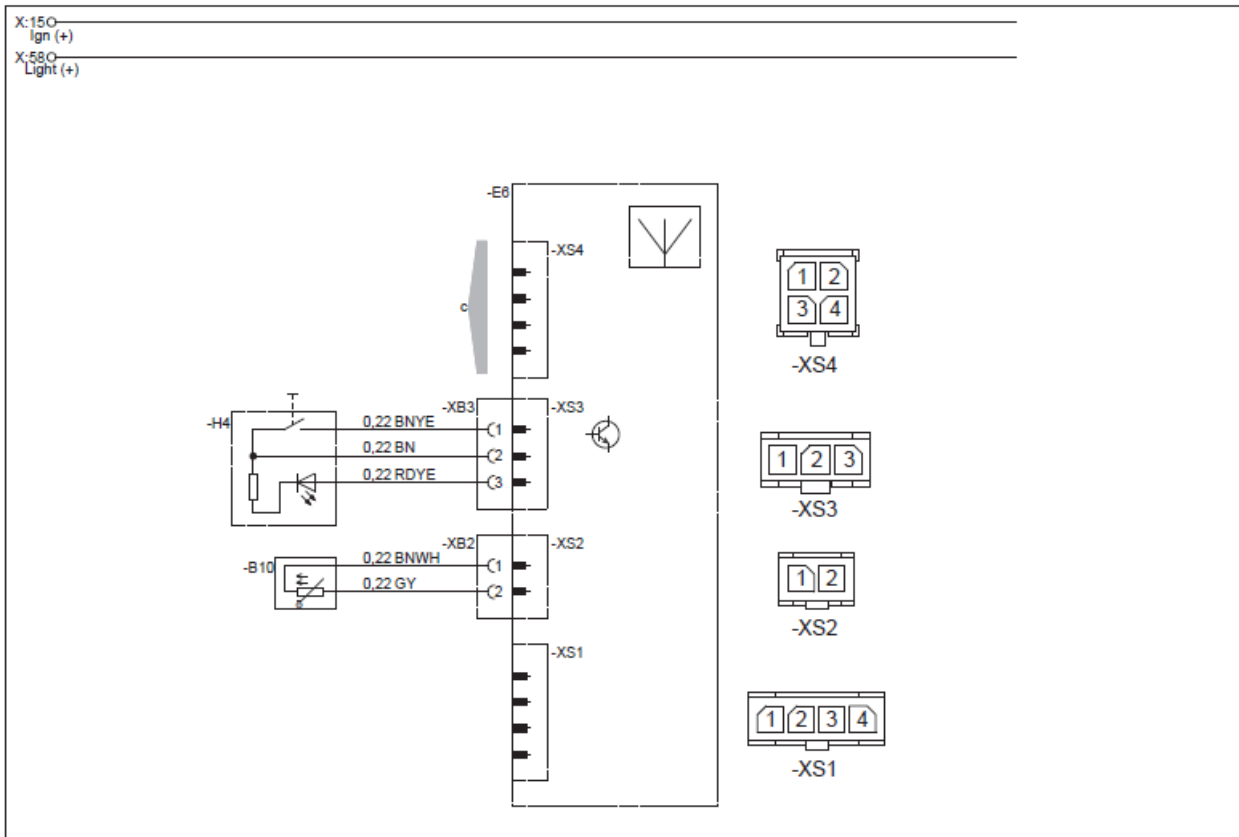 X:15
Ign (+)
X:58
Light (+)
-E6
-XS4
c
-XB3
-XS3
-H4
0,22 BNYE
1
0,22 BN
2
0,22 RDYE
3
-XB2
-XS2
-B10
0,22 BNWH
1
0,22 GY
2
-XS1
1 2
3 4
-XS4
1 2 3
-XS3
1 2
-XS2
1 2 3 4
-XS1